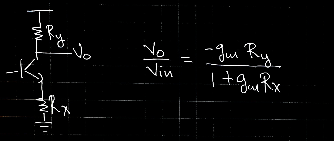 Ry
Vo
Rx
Vo/Vin = -gm Ry / 1 + gm Rx